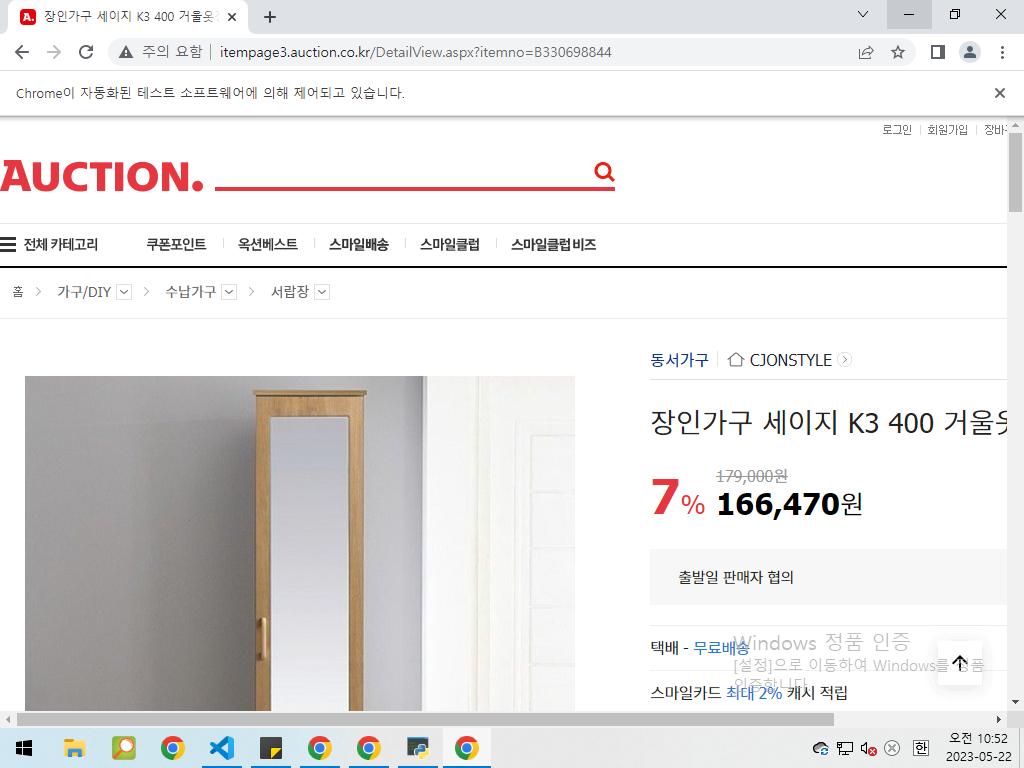 장인가구 세이지 K3 400 거울옷
주의 요함
itempage3.auction.co.kr/DetailView.aspx?itemno=B330698844
Chrome이 자동화된 테스트 소프트웨어에 의해 제어되고 있습니다.
로그인 회원가입 장바
AUCTION.
전체 카테고리 쿠폰포인트 옥션베스트 스마일배송 스마일클럽 스마일클럽 비즈
홈 가구/DIY 수납가구 서랍장
동서가구 CJONSTYLE
장인가구 세이지 K3 400 거울옷
179,000원
7% 166,470원
출발일 판매자 협의
택배 - 무료배송
Windows 정품 인증
[설정]으로 이동하여 Windows를 정품
인증합니다.
스마일카드 최대 2% 캐시 적립
한
오전 10:52
2023-05-22